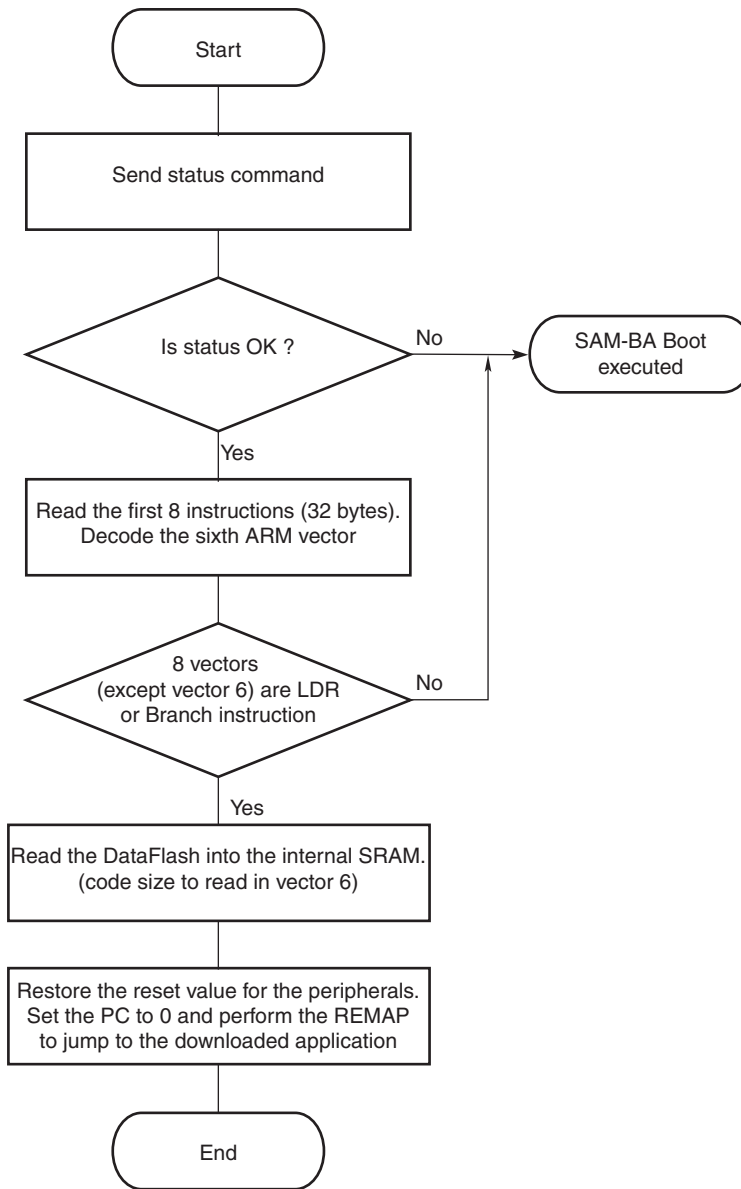 Start
Send status command
Is status OK ?
No
SAM-BA Boot
executed
Yes
Read the first 8 instructions (32 bytes).
Decode the sixth ARM vector
8 vectors
(except vector 6) are LDR
or Branch instruction
No
Yes
Read the DataFlash into the internal SRAM.
(code size to read in vector 6)
Restore the reset value for the peripherals.
Set the PC to 0 and perform the REMAP
to jump to the downloaded application
End